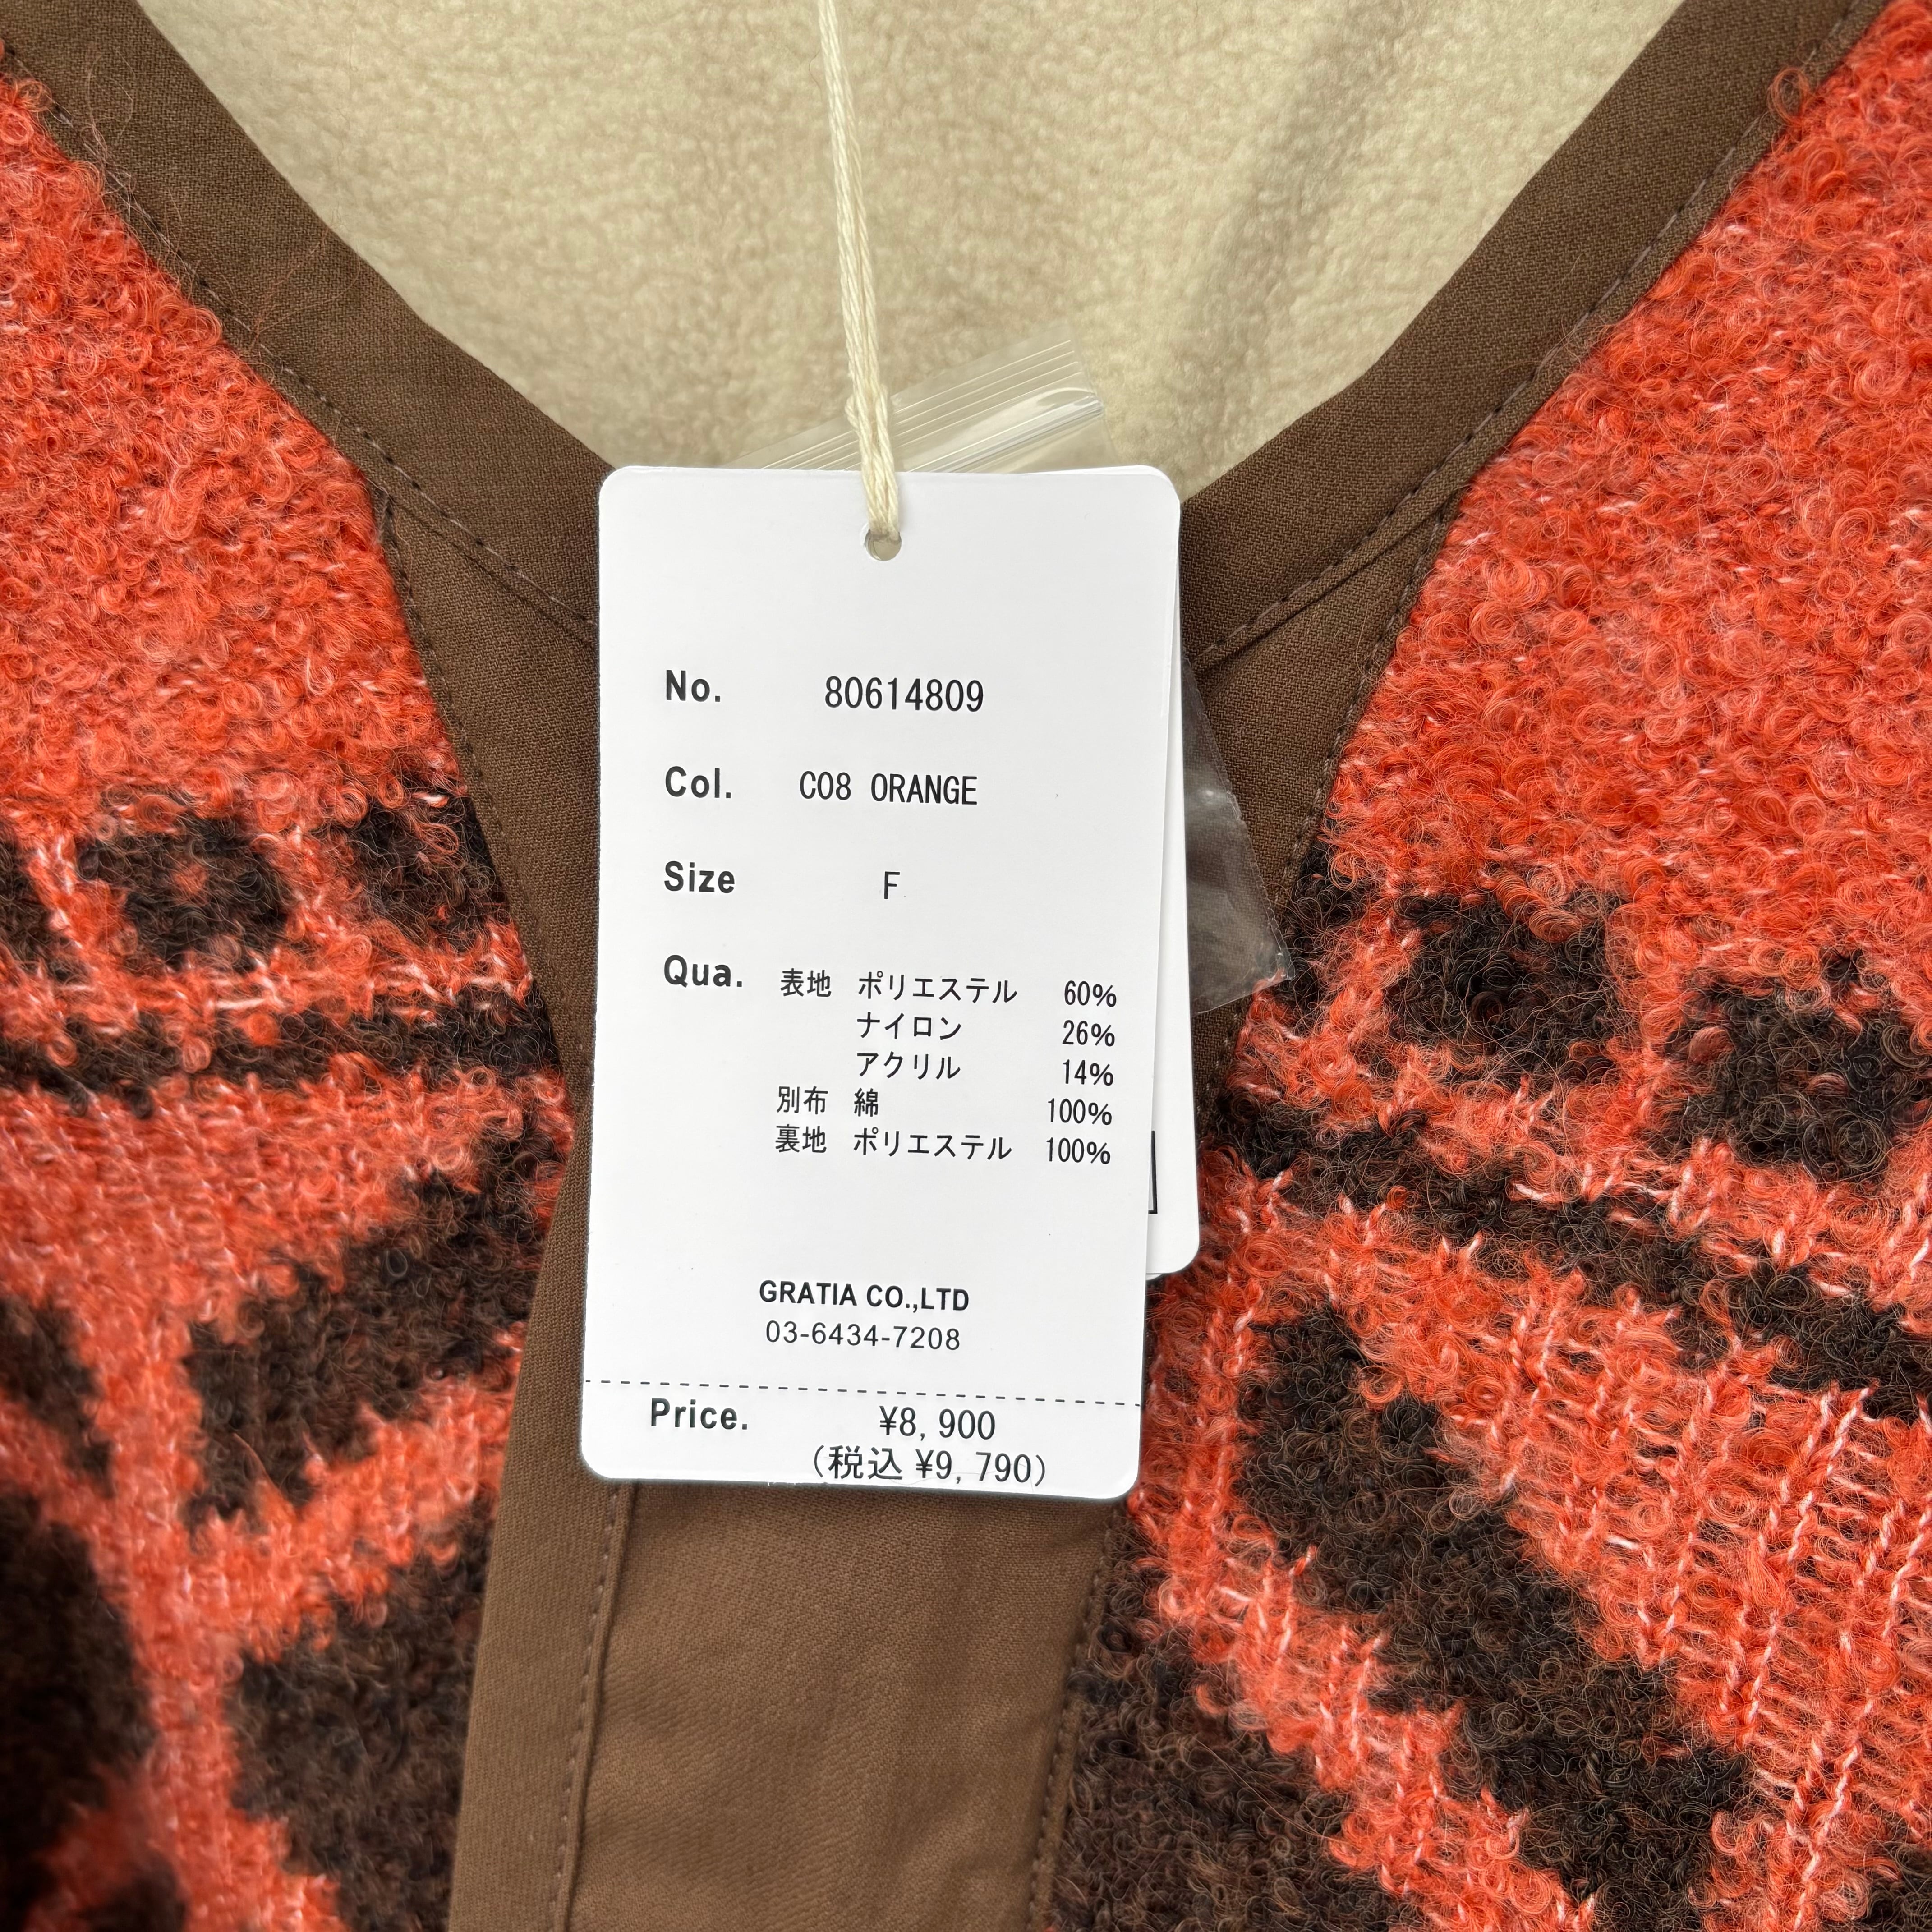 No. 80614809
Col. C08 ORANGE
Size F
Qua. 表地 ポリエステル 60%
ナイロン 26%
アクリル 14%
別布 綿 100%
裏地 ポリエステル 100%
GRATIA CO.,LTD
03-6434-7208
Price. ¥8,900
(税込 ¥9,790)